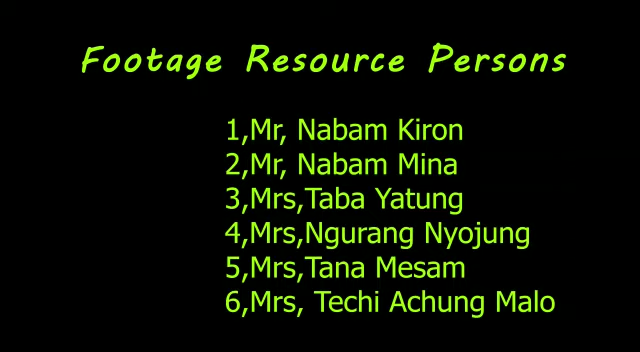 Footage Resource Persons
1,Mr, Nabam Kiron
2,Mr, Nabam Mina
3,Mrs,Taba Yatung
4,Mrs,Ngurang Nyojung
5,Mrs,Tana Mesam
6,Mrs, Techi Achung Malo